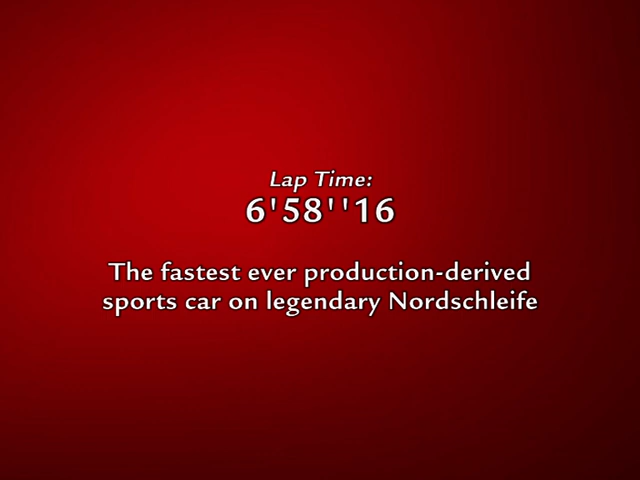 Lap Time:
6'58''16
The fastest ever production-derived
sports car on legendary Nordschleife